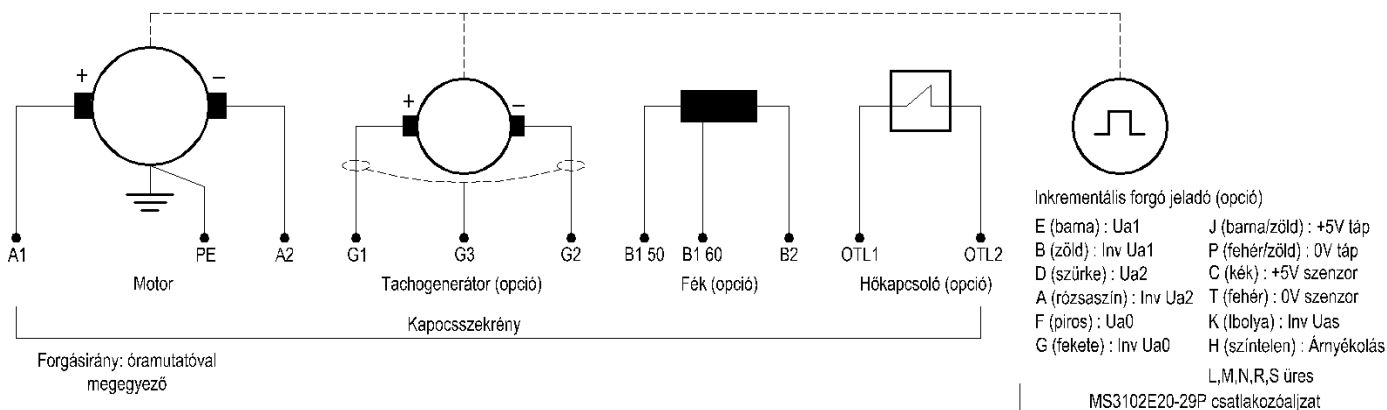 + –
+ –
A1 PE A2 G1 G3 G2 B1 50 B1 60 B2 OTL1 OTL2
Motor Tachogenerátor (opció) Fék (opció) Hőkapcsoló (opció)
Kapocsszekrény
Forgásirány: óramutatóval
megegyező
Inkrementális forgó jeladó (opció)
E (barna) : Ua1 J (barna/zöld) : +5V táp
B (zöld) : Inv Ua1 P (fehér/zöld) : 0V táp
D (szürke) : Ua2 C (kék) : +5V szenzor
A (rózsaszín) : Inv Ua2 T (fehér) : 0V szenzor
F (piros) : Ua0 K (Ibolya) : Inv Uas
G (fekete) : Inv Ua0 H (színtelen) : Árnyékolás
L,M,N,R,S üres
MS3102E20-29P csatlakozóaljzat